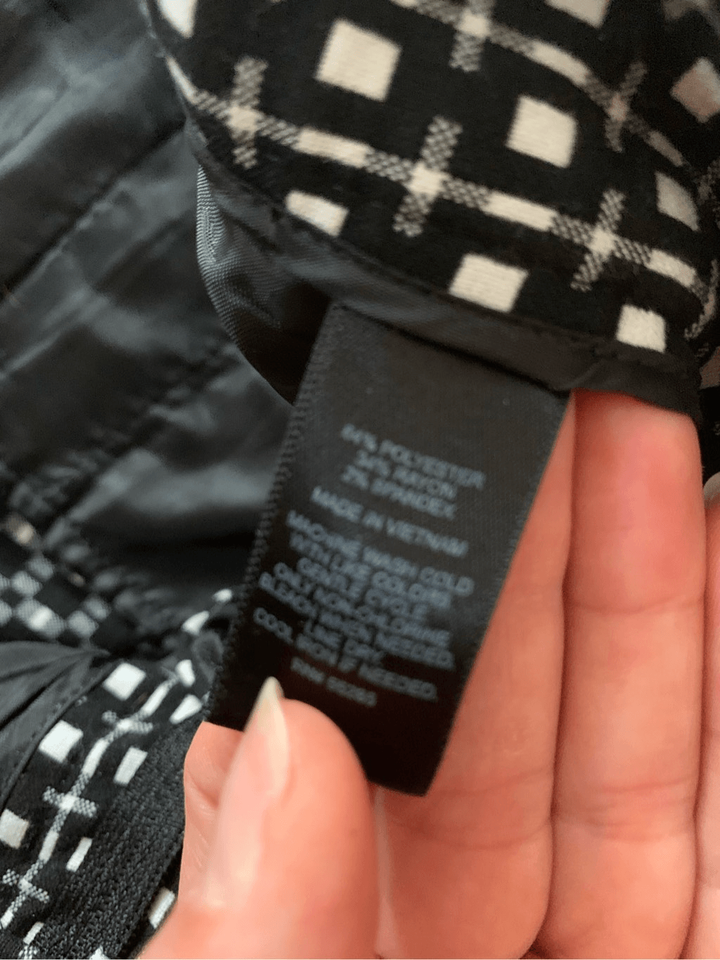 64% POLYESTER
34% RAYON
2% SPANDEX
MADE IN VIETNAM
MACHINE WASH COLD
WITH LIKE COLORS.
GENTLE CYCLE.
ONLY NON-CHLORINE
BLEACH WHEN NEEDED.
LINE DRY.
COOL IRON IF NEEDED.
RN#